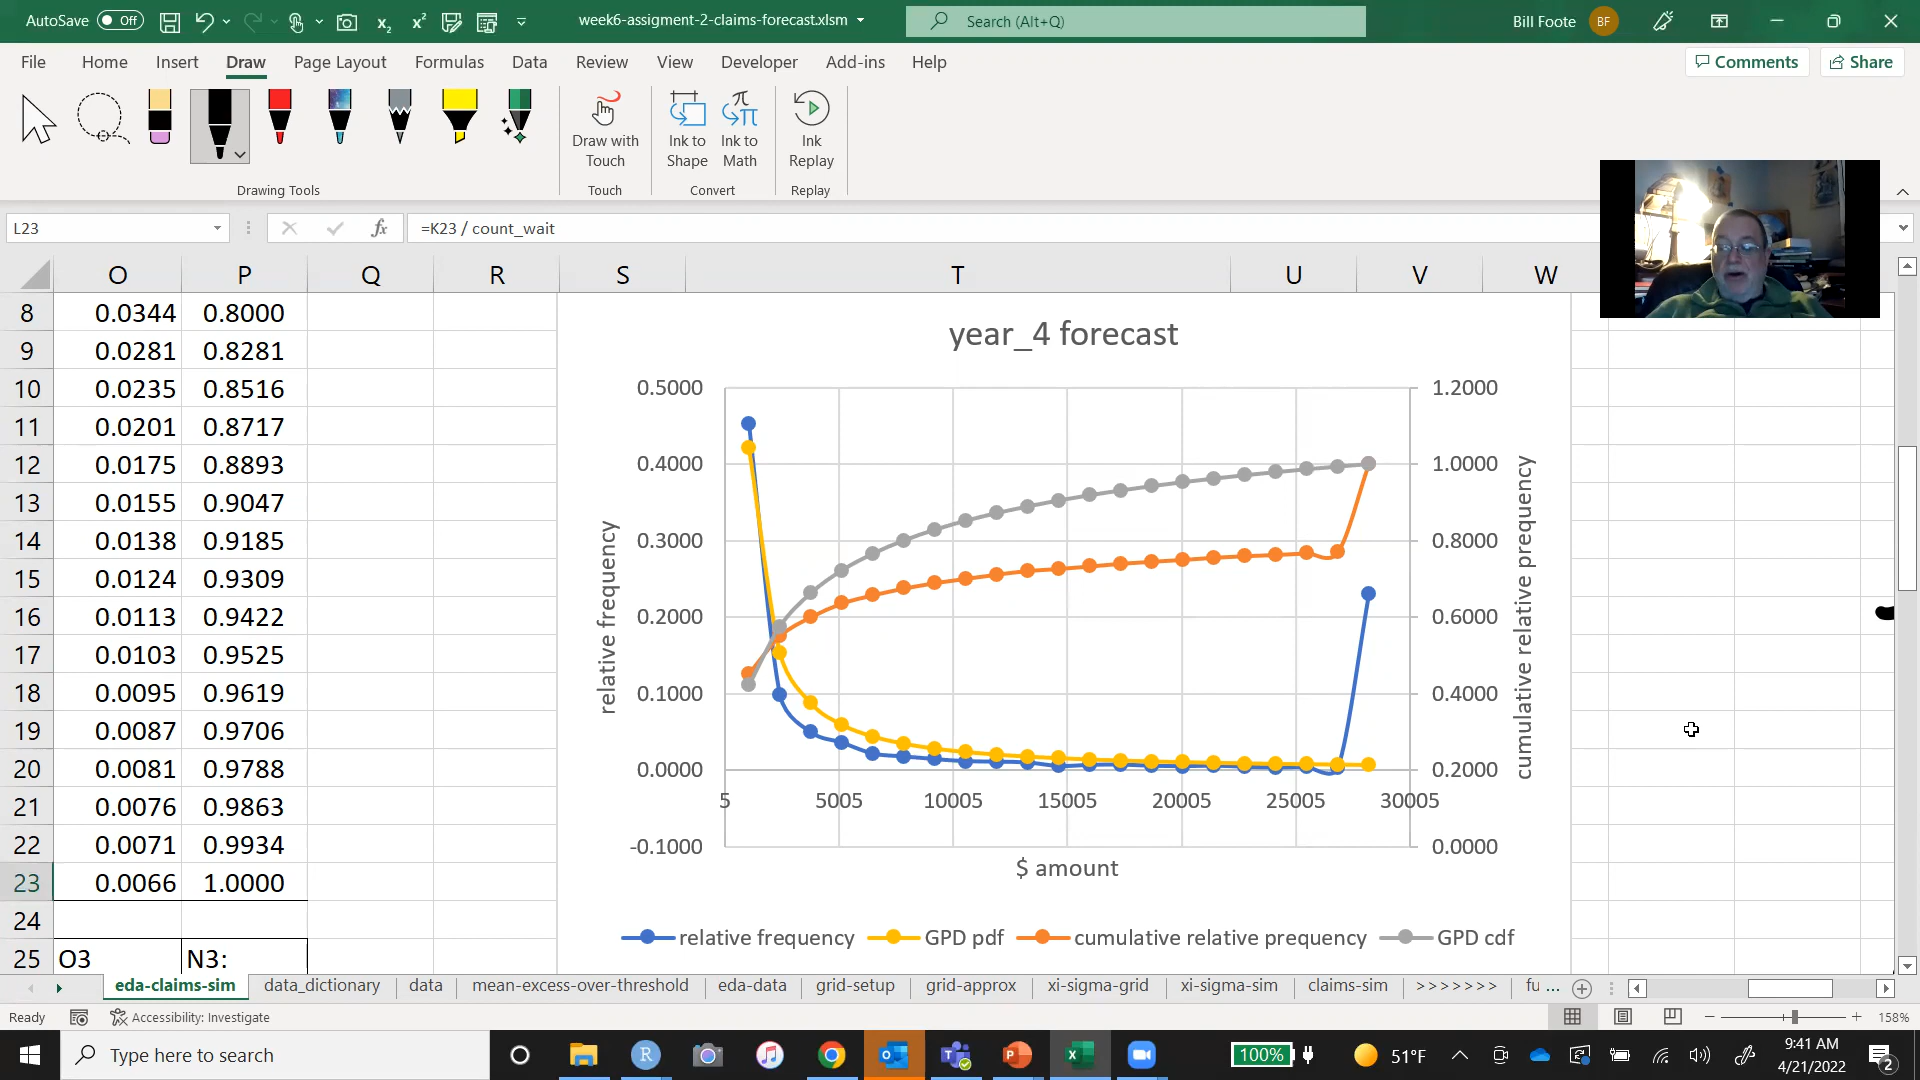 AutoSave Off
week6-assigment-2-claims-forecast.xlsm
Search (Alt+Q)
Bill Foote BF
File Home Insert Draw Page Layout Formulas Data Review View Developer Add-ins Help
Comments Share
Draw with Touch
Ink to Shape
Ink to Math
Ink Replay
Drawing Tools Touch Convert Replay
L23 fx =K23 / count_wait
O P Q R S T U V W
8 0.0344 0.8000
9 0.0281 0.8281
10 0.0235 0.8516
11 0.0201 0.8717
12 0.0175 0.8893
13 0.0155 0.9047
14 0.0138 0.9185
15 0.0124 0.9309
16 0.0113 0.9422
17 0.0103 0.9525
18 0.0095 0.9619
19 0.0087 0.9706
20 0.0081 0.9788
21 0.0076 0.9863
22 0.0071 0.9934
23 0.0066 1.0000
24
25 O3 N3:
year_4 forecast
0.5000
0.4000
0.3000
0.2000
0.1000
0.0000
-0.1000
relative frequency
1.2000
1.0000
0.8000
0.6000
0.4000
0.2000
0.0000
cumulative relative prequency
5 5005 10005 15005 20005 25005 30005
$ amount
relative frequency GPD pdf cumulative relative prequency GPD cdf
eda-claims-sim data_dictionary data mean-excess-over-threshold eda-data grid-setup grid-approx xi-sigma-grid xi-sigma-sim claims-sim >>>>>>> fu ...
Ready Accessibility: Investigate 158%
Type here to search
100% 51°F
9:41 AM
4/21/2022
2